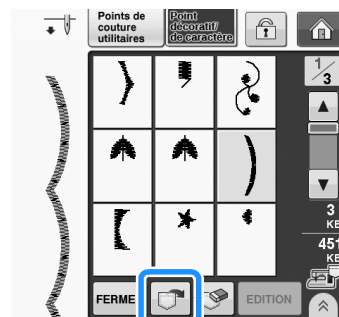 Points de
couture
utilitaires
Point
décoratif/
de caractère
1/3
3
KB
451
KB
FERME
EDITION